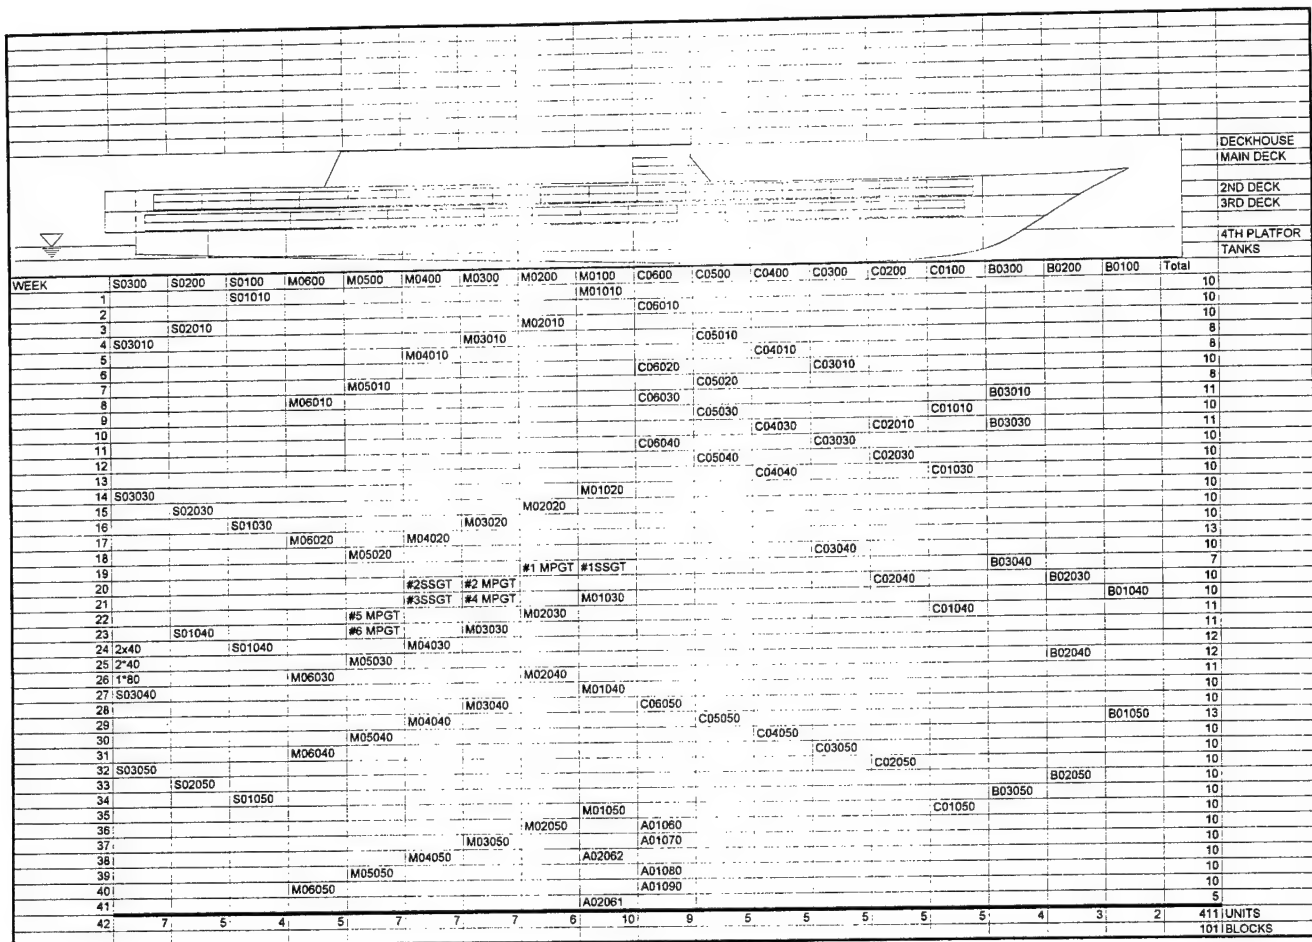 DECKHOUSE
MAIN DECK
2ND DECK
3RD DECK
4TH PLATFOR
TANKS
WEEK S0300 S0200 S0100 M0600 M0500 M0400 M0300 M0200 M0100 C0600 C0500 C0400 C0300 C0200 C0100 B0300 B0200 B0100 Total
1 S01010 M01010 10
2 C06010 10
3 S02010 M02010 10
4 S03010 M03010 C05010 8
5 M04010 C04010 8
6 C06020 C03010 10
7 M05010 C05020 8
8 M06010 C06030 B03010 11
9 C05030 C01010 10
10 C04030 C02010 B03030 11
11 C06040 C03030 10
12 C05040 C02030 10
13 C04040 C01030 10
14 S03030 M01020 10
15 S02030 M02020 10
16 S01030 M03020 10
17 M06020 M04020 13
18 M05020 C03040 10
19 #1 MPGT #1SSGT B03040 7
20 #2SSGT #2 MPGT C02040 B02030 10
21 #3SSGT #4 MPGT M01030 B01040 10
22 #5 MPGT M02030 C01040 11
23 S01040 #6 MPGT M03030 11
24 2x40 S01040 M04030 12
25 2*40 M05030 B02040 12
26 1*80 M06030 M02040 11
27 S03040 M01040 10
28 M03040 C06050 10
29 M04040 C05050 B01050 13
30 M05040 C04050 10
31 M06040 C03050 10
32 S03050 C02050 10
33 S02050 B02050 10
34 S01050 B03050 10
35 M01050 C01050 10
36 M02050 A01060 10
37 M03050 A01070 10
38 M04050 A02062 10
39 M05050 A01080 10
40 M06050 A01090 10
41 A02061 5
42 7 5 4 5 7 7 7 6 10 9 5 5 5 5 5 4 3 2 411 UNITS
101 BLOCKS